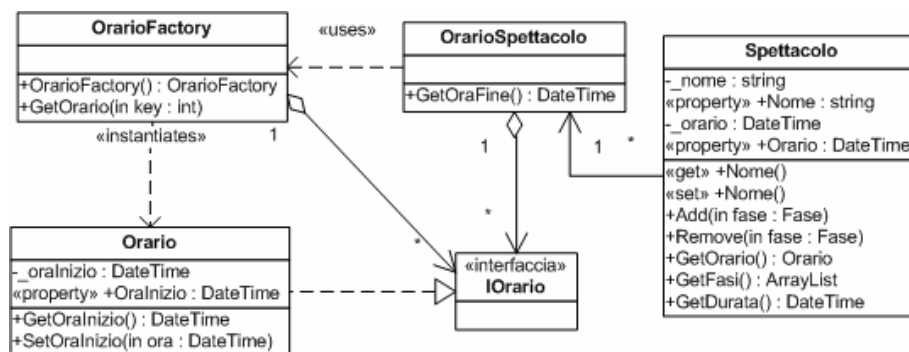 OrarioFactory
+OrarioFactory() : OrarioFactory
+GetOrario(in key : int)
«uses»
OrarioSpettacolo
+GetOraFine() : DateTime
Spettacolo
-_nome : string
«property» +Nome : string
-_orario : DateTime
«property» +Orario : DateTime
«get» +Nome()
«set» +Nome()
+Add(in fase : Fase)
+Remove(in fase : Fase)
+GetOrario() : Orario
+GetFasi() : ArrayList
+GetDurata() : DateTime
«instantiates»
1
1
1
*
*
*
Orario
-_oraInizio : DateTime
«property» +OraInizio : DateTime
+GetOraInizio() : DateTime
+SetOraInizio(in ora : DateTime)
«interfaccia»
IOrario